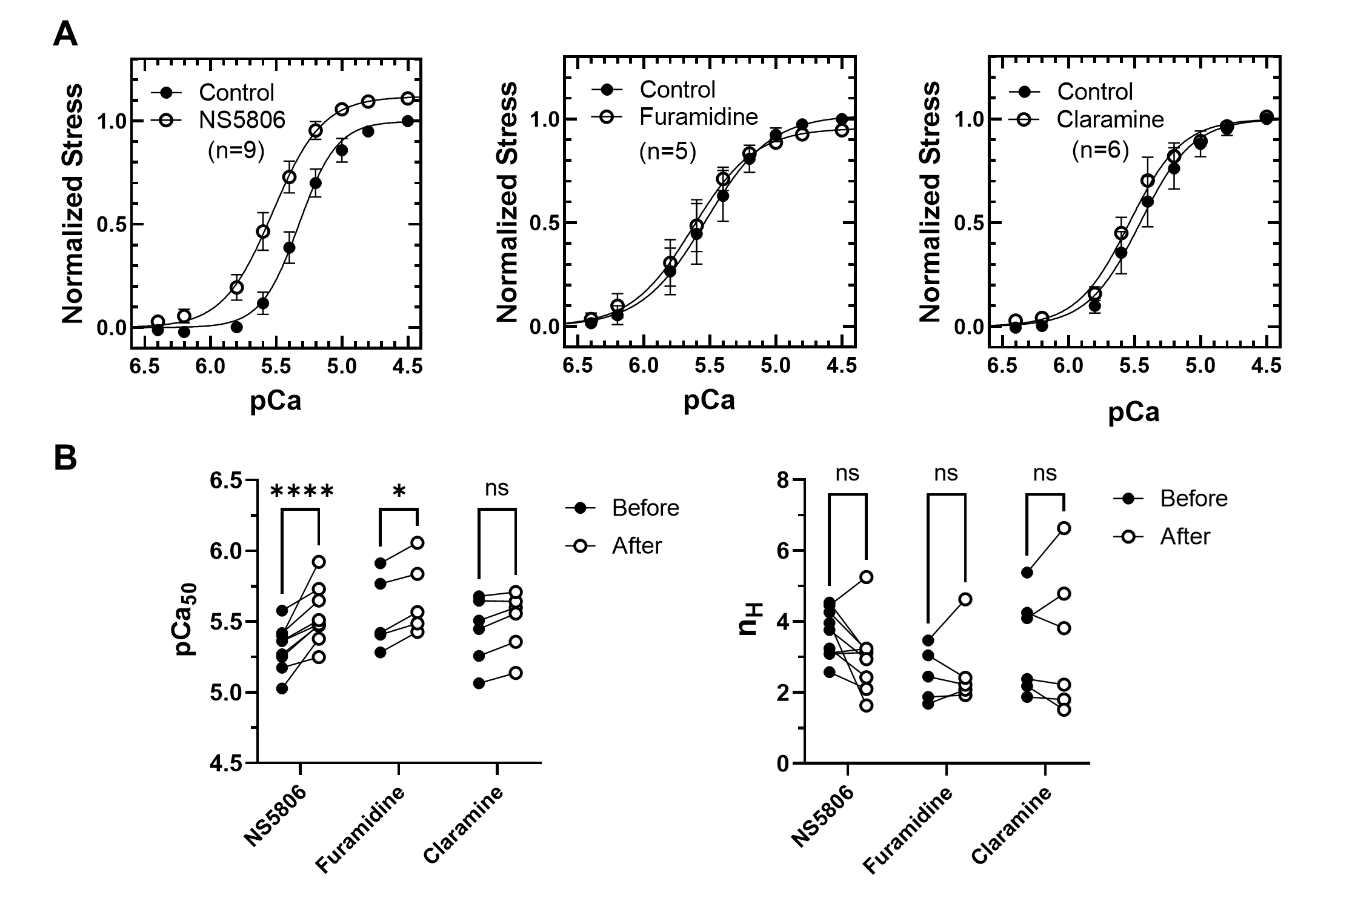 A
Control
NS5806
(n=9)
Normalized Stress
1.0
0.5
0.0
6.5 6.0 5.5 5.0 4.5
pCa
Control
Furamidine
(n=5)
Normalized Stress
1.0
0.5
0.0
6.5 6.0 5.5 5.0 4.5
pCa
Control
Claramine
(n=6)
Normalized Stress
1.0
0.5
0.0
6.5 6.0 5.5 5.0 4.5
pCa
B
pCa50
6.5
6.0
5.5
5.0
4.5
**** * ns
Before
After
NS5806 Furamidine Claramine
nH
8
6
4
2
0
ns ns ns
Before
After
NS5806 Furamidine Claramine